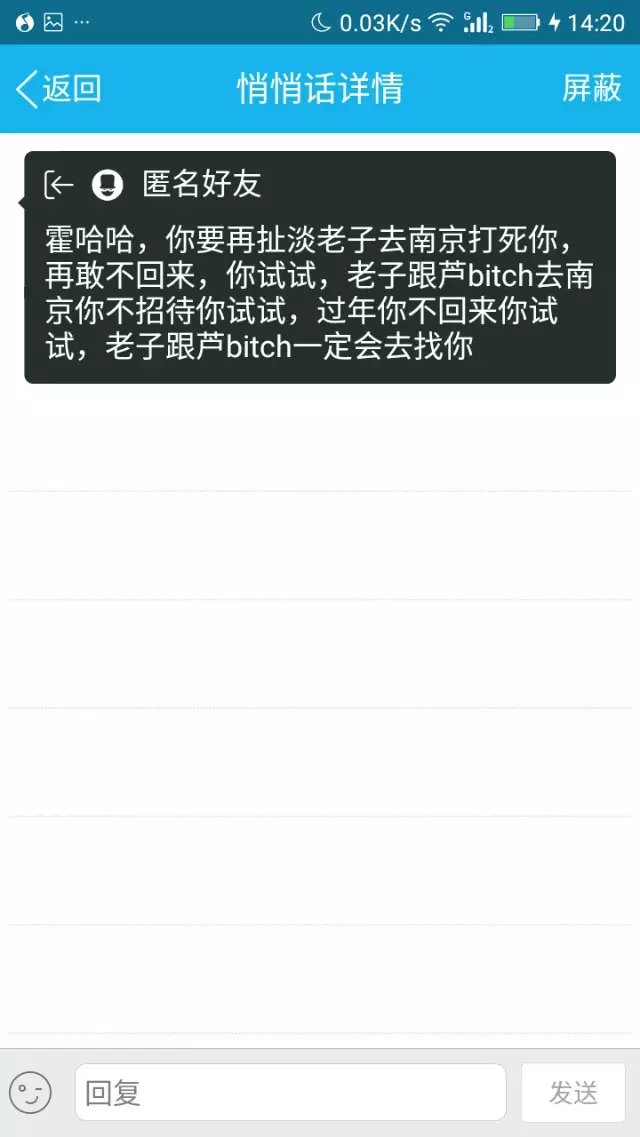 0.03K/s 14:20
返回 悄悄话详情 屏蔽
匿名好友
霍哈哈，你要再扯淡老子去南京打死你，
再敢不回来，你试试，老子跟芦bitch去南
京你不招待你试试，过年你不回来你试
试，老子跟芦bitch一定会去找你
回复 发送